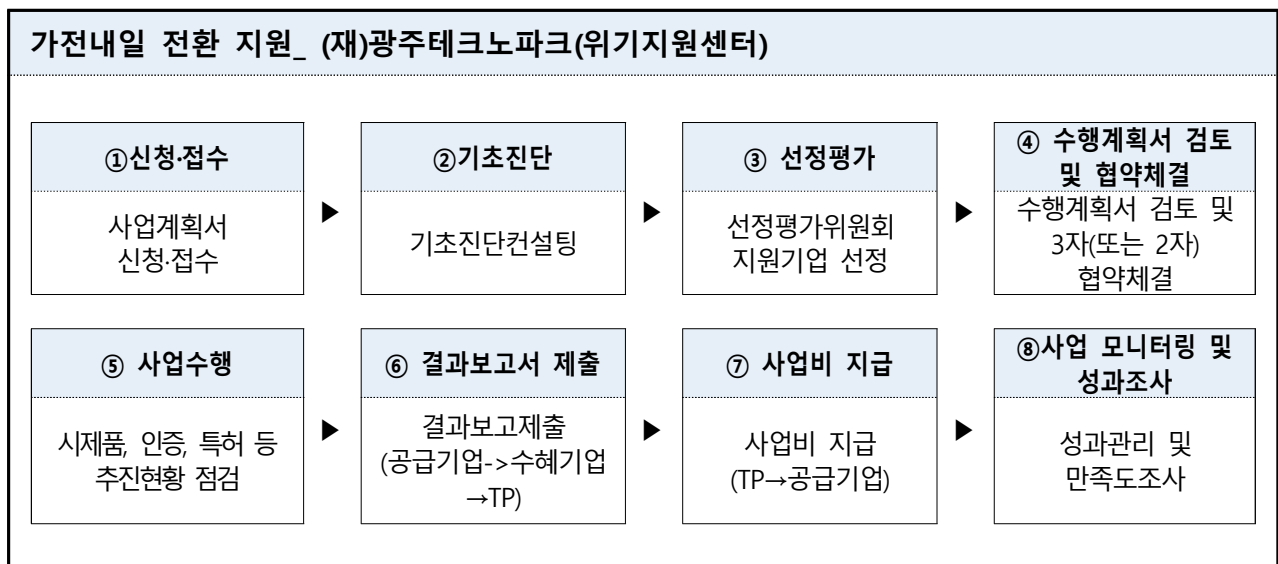 가전내일 전환 지원_ (재)광주테크노파크(위기지원센터)
①신청·접수
사업계획서
신청·접수
▶
②기초진단
기초진단컨설팅
▶
③ 선정평가
선정평가위원회
지원기업 선정
▶
④ 수행계획서 검토
및 협약체결
수행계획서 검토 및
3자(또는 2자)
협약체결
⑤ 사업수행
시제품, 인증, 특허 등
추진현황 점검
▶
⑥ 결과보고서 제출
결과보고제출
(공급기업->수혜기업
→TP)
▶
⑦ 사업비 지급
사업비 지급
(TP→공급기업)
▶
⑧사업 모니터링 및
성과조사
성과관리 및
만족도조사